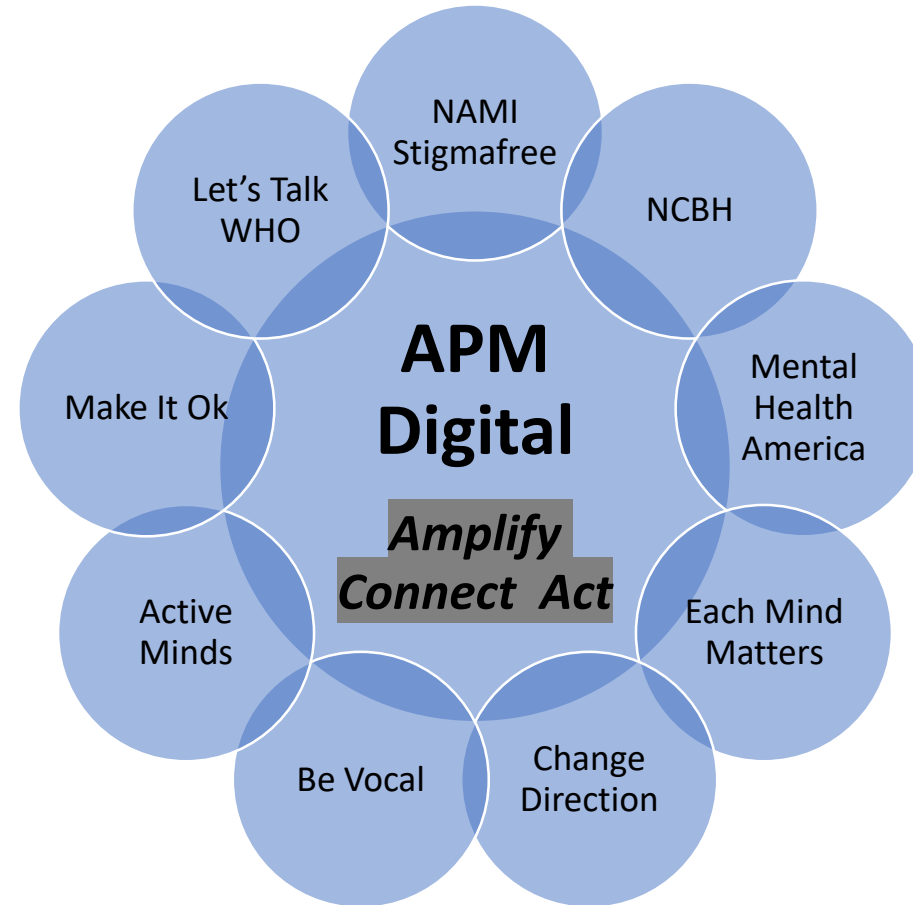 NAMI
Stigmafree
NCBH
Mental
Health
America
Each Mind
Matters
Change
Direction
Be Vocal
Active
Minds
Make It Ok
Let’s Talk
WHO
APM
Digital
Amplify
Connect Act